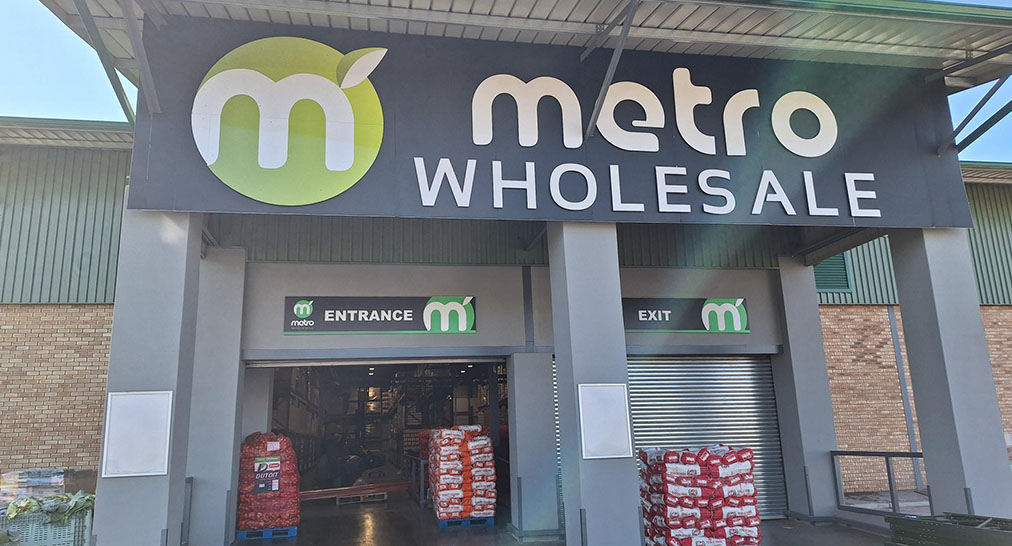 m
metro
WHOLESALE
metro
ENTRANCE
m
EXIT
m
DUTOIT